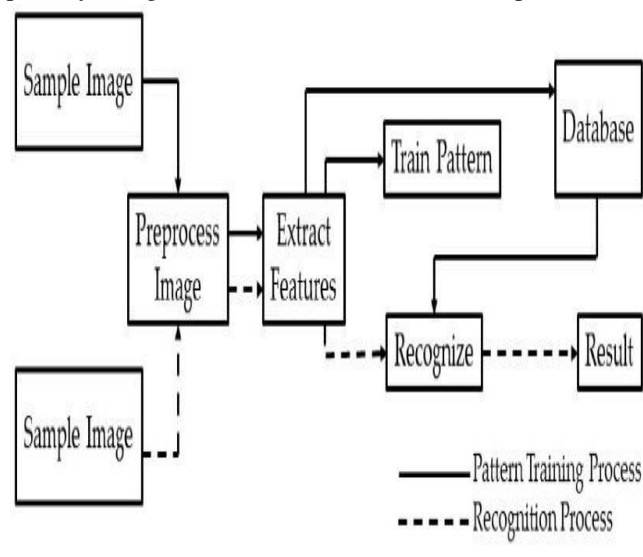 Sample Image
Database
Train Pattern
Preprocess
Image
Extract
Features
Recognize
Result
Sample Image
Pattern Training Process
Recognition Process